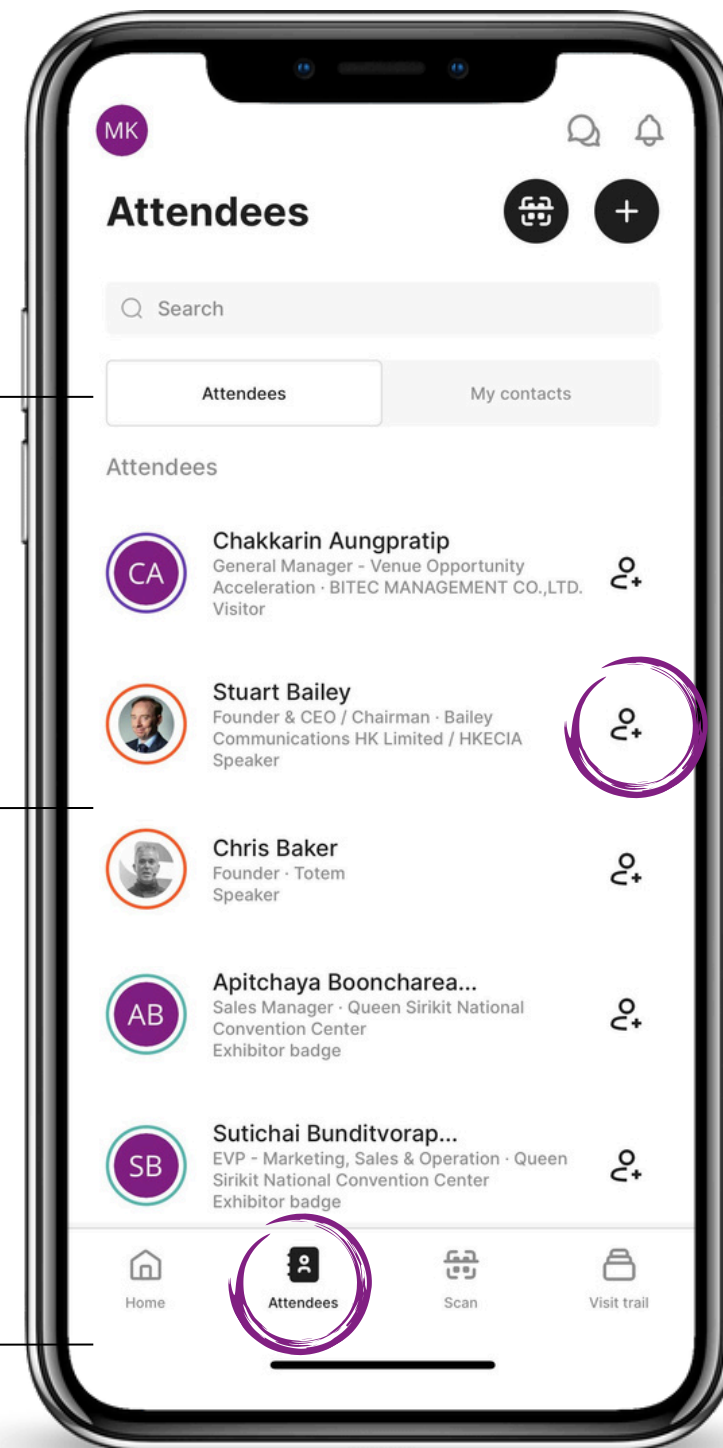 MK
Attendees
Search
Attendees
My contacts
Attendees
CA
Chakkarin Aungpratip
General Manager - Venue Opportunity
Acceleration · BITEC MANAGEMENT CO.,LTD.
Visitor
Stuart Bailey
Founder & CEO / Chairman · Bailey
Communications HK Limited / HKECIA
Speaker
Chris Baker
Founder · Totem
Speaker
AB
Apitchaya Booncharea...
Sales Manager · Queen Sirikit National
Convention Center
Exhibitor badge
SB
Sutichai Bunditvorap...
EVP - Marketing, Sales & Operation · Queen
Sirikit National Convention Center
Exhibitor badge
Home
Attendees
Scan
Visit trail